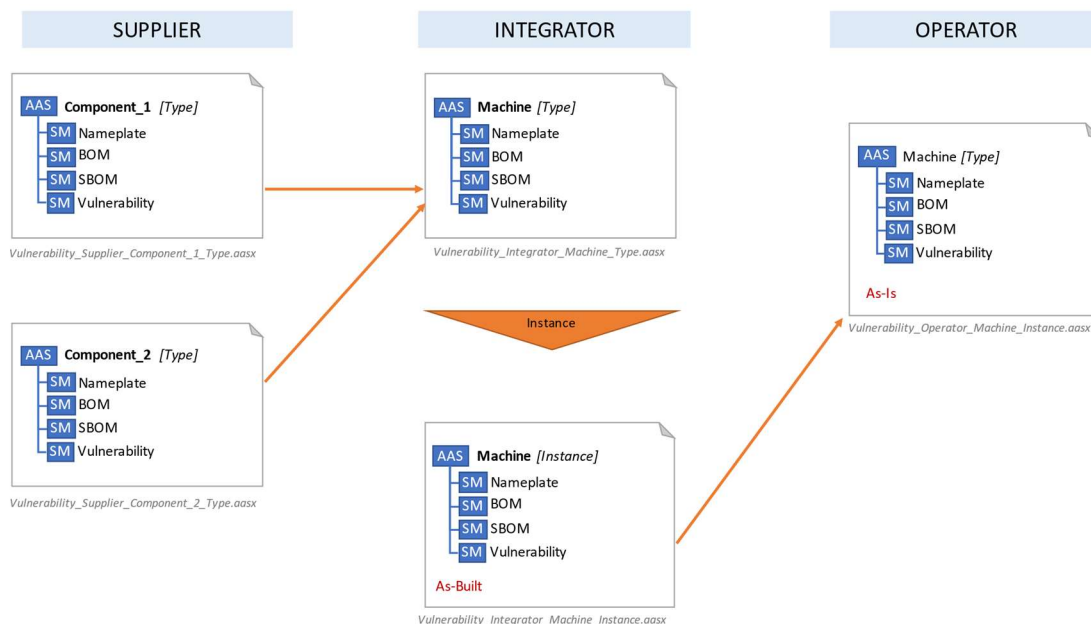 SUPPLIER
AAS Component_1 [Type]
SM Nameplate
SM BOM
SM SBOM
SM Vulnerability
Vulnerability_Supplier_Component_1_Type.aasx
AAS Component_2 [Type]
SM Nameplate
SM BOM
SM SBOM
SM Vulnerability
Vulnerability_Supplier_Component_2_Type.aasx
INTEGRATOR
AAS Machine [Type]
SM Nameplate
SM BOM
SM SBOM
SM Vulnerability
Vulnerability_Integrator_Machine_Type.aasx
Instance
AAS Machine [Instance]
SM Nameplate
SM BOM
SM SBOM
SM Vulnerability
As-Built
Vulnerability_Integrator_Machine_Instance.aasx
OPERATOR
AAS Machine [Type]
SM Nameplate
SM BOM
SM SBOM
SM Vulnerability
As-Is
Vulnerability_Operator_Machine_Instance.aasx